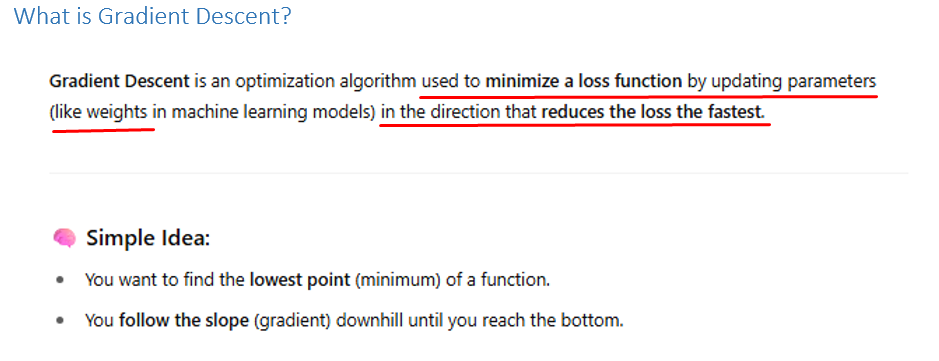 What is Gradient Descent?
Gradient Descent is an optimization algorithm used to minimize a loss function by updating parameters
(like weights in machine learning models) in the direction that reduces the loss the fastest.
Simple Idea:
You want to find the lowest point (minimum) of a function.
You follow the slope (gradient) downhill until you reach the bottom.